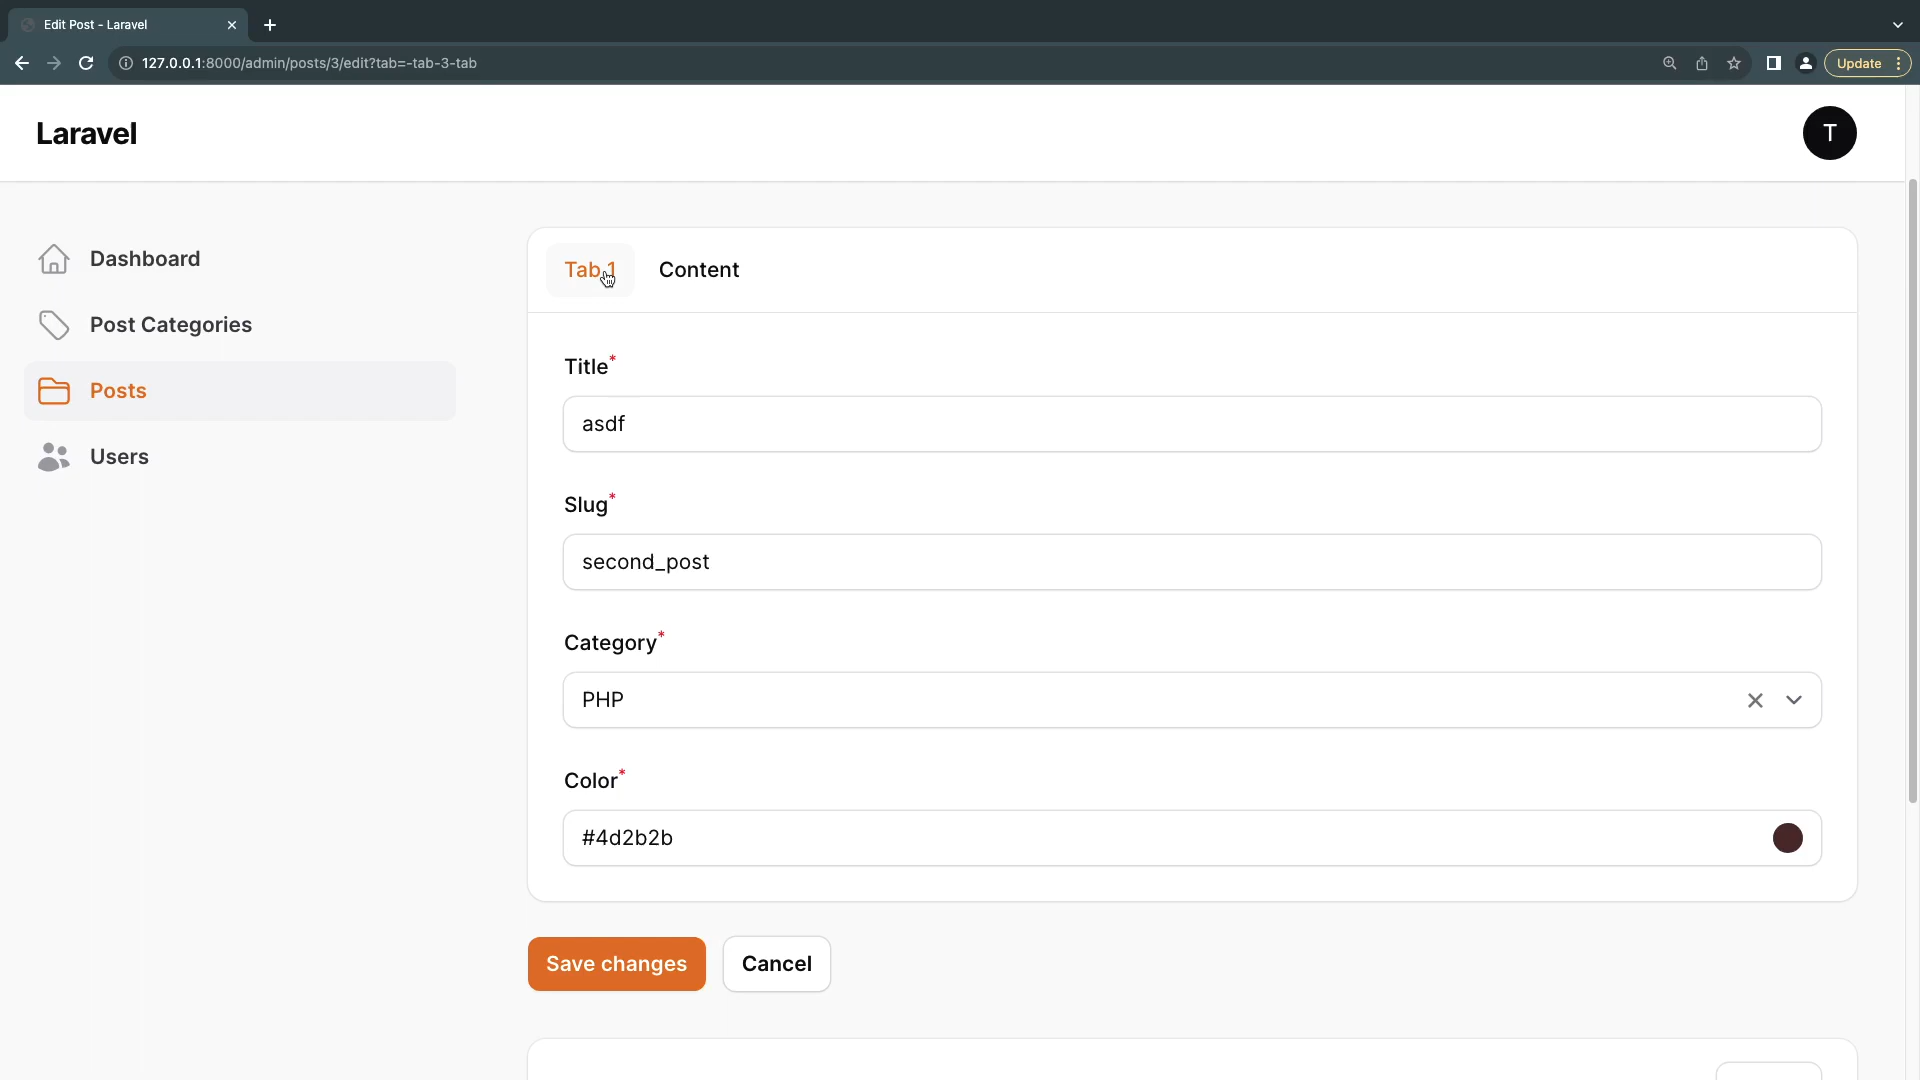 Edit Post - Laravel
127.0.0.1:8000/admin/posts/3/edit?tab=-tab-3-tab
Update
Laravel
T
Dashboard
Post Categories
Posts
Users
Tab 1
Content
Title*
asdf
Slug*
second_post
Category*
PHP
Color*
#4d2b2b
Save changes
Cancel